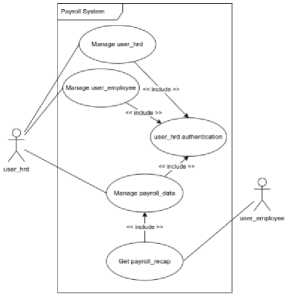 Payroll System
Manage user_hrd
Manage user_employee
<< include >>
<< include >>
user_hrd authentication
user_hrd
<< include >>
Manage payroll_data
user_employee
<< include >>
Get payroll_recap